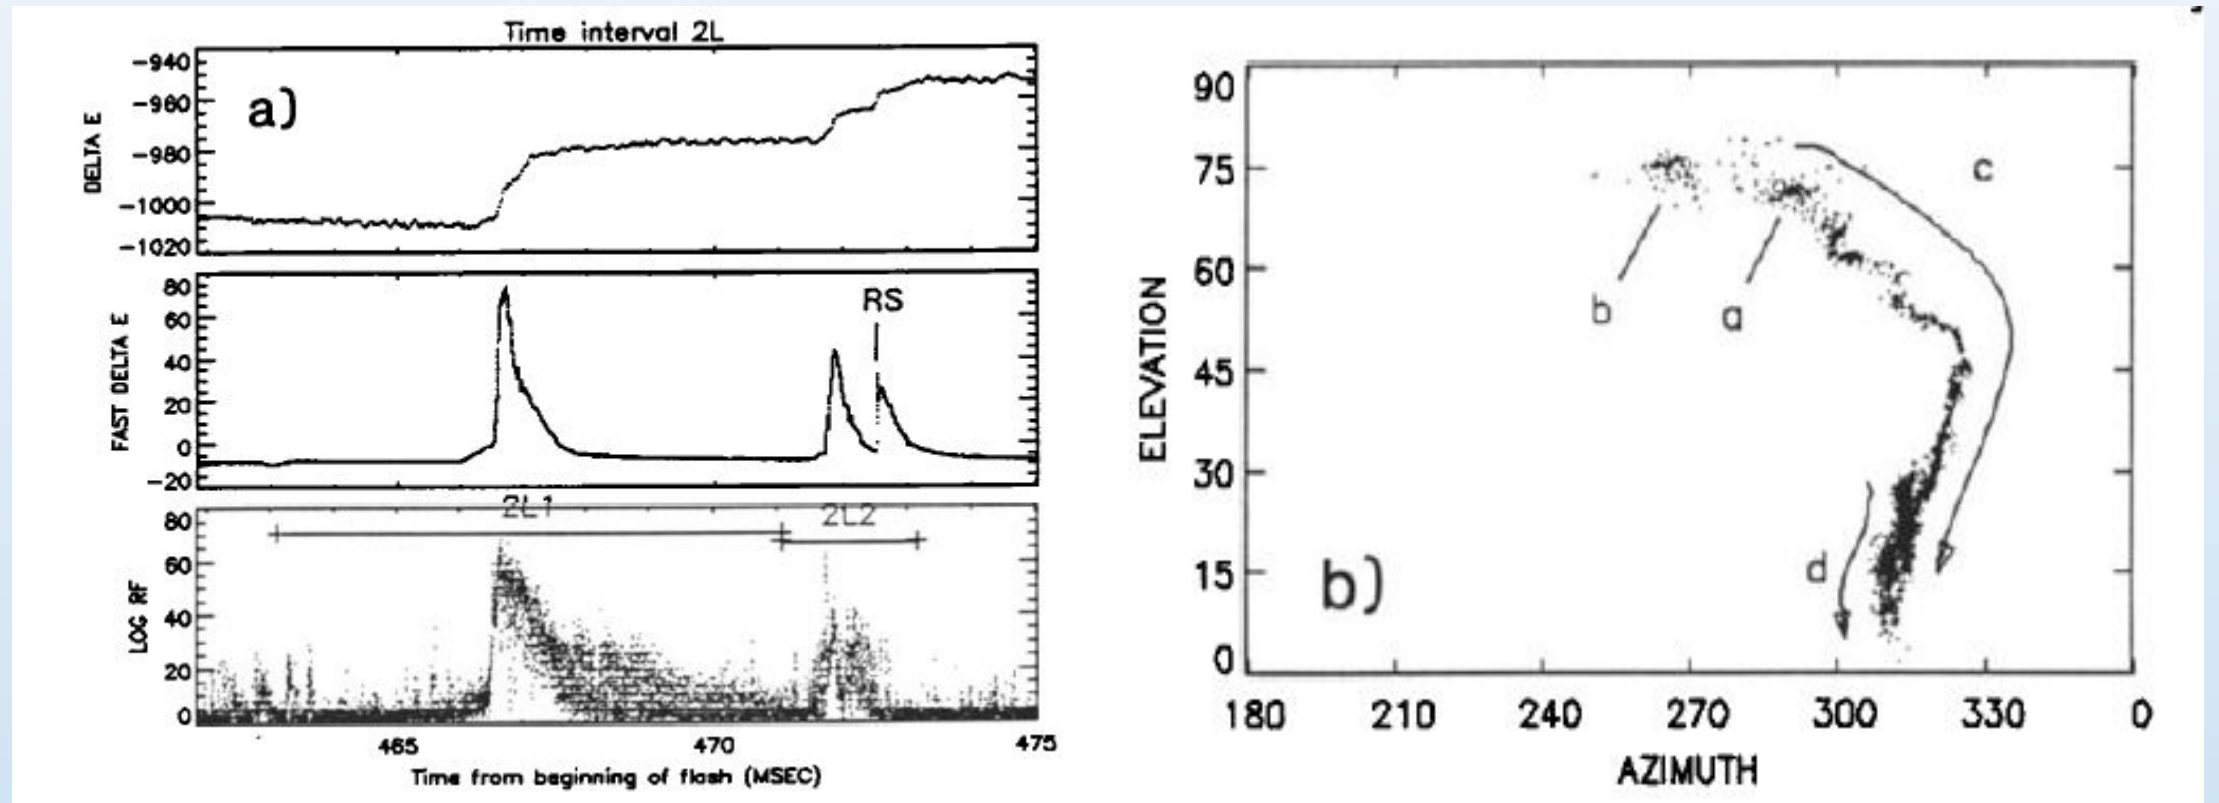 Time interval 2L
-940
-960
-980
-1000
-1020
DELTA E
a)
80
60
40
20
0
-20
FAST DELTA E
RS
2L1
2L2
80
60
40
20
0
LOG RF
465
470
475
Time from beginning of flash (MSEC)
90
75
60
45
30
15
0
ELEVATION
b
a
c
d
b)
180
210
240
270
300
330
0
AZIMUTH